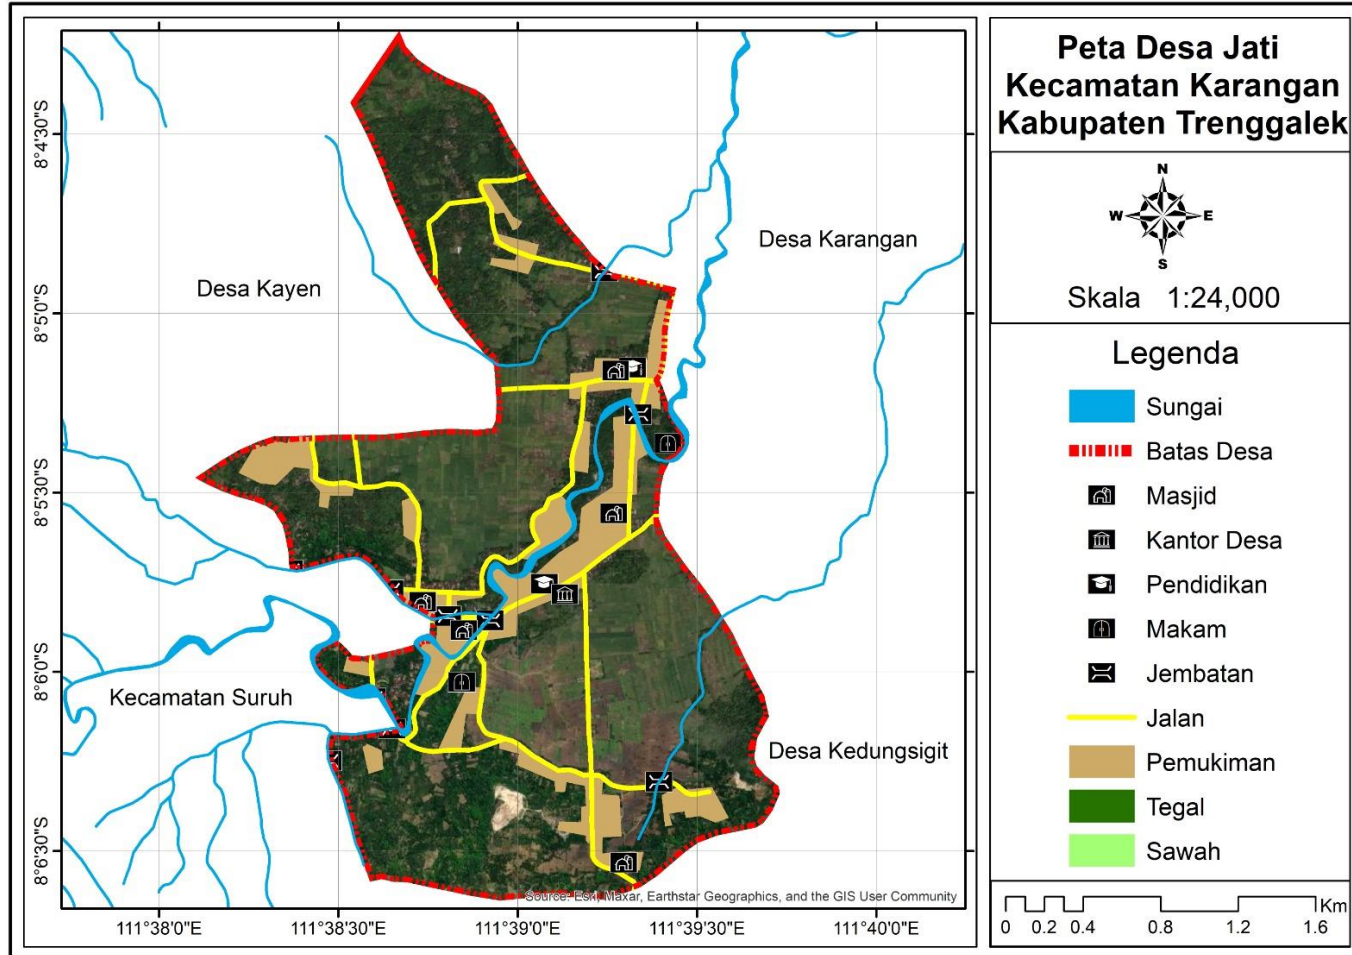 Peta Desa Jati
Kecamatan Karangan
Kabupaten Trenggalek
N
W E
S
Skala 1:24,000
Legenda
Sungai
Batas Desa
Masjid
Kantor Desa
Pendidikan
Makam
Jembatan
Jalan
Pemukiman
Tegal
Sawah
Km
0 0.2 0.4 0.8 1.2 1.6
Desa Karangan
Desa Kayen
Kecamatan Suruh
Desa Kedungsigit
Source: Esri, Maxar, Earthstar Geographics, and the GIS User Community
8°4'30"S
8°5'0"S
8°5'30"S
8°6'0"S
8°6'30"S
111°38'0"E 111°38'30"E 111°39'0"E 111°39'30"E 111°40'0"E